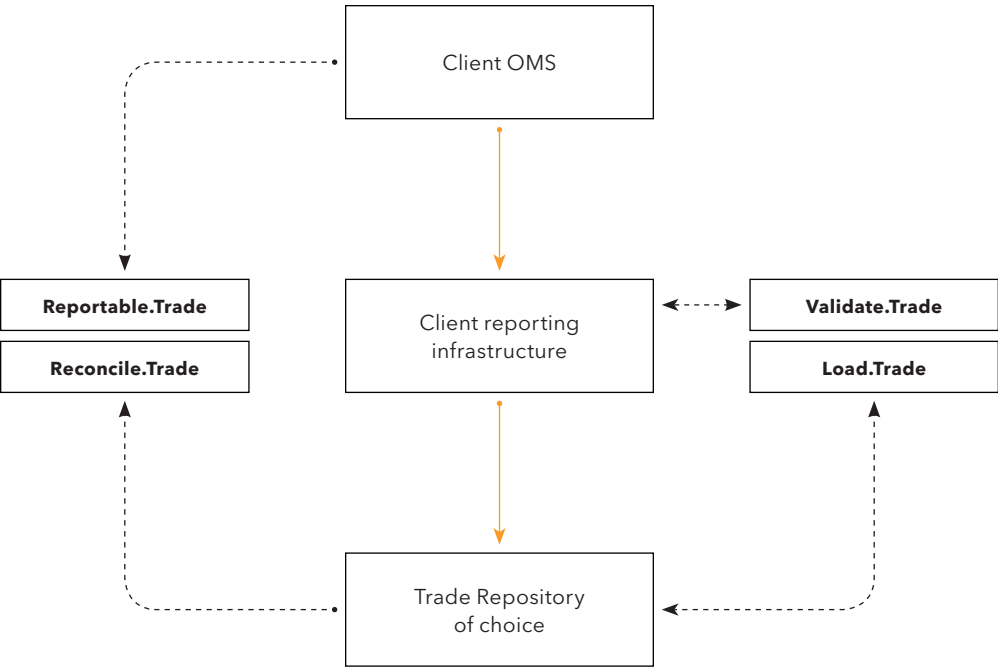 Client OMS
Reportable.Trade
Reconcile.Trade
Client reporting
infrastructure
Validate.Trade
Load.Trade
Trade Repository
of choice